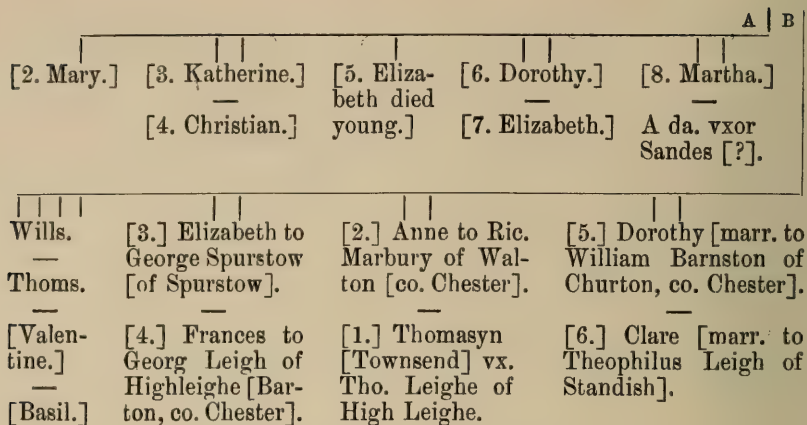 A | B
[2. Mary.] [3. Katherine.] [5. Eliza- [6. Dorothy.] [8. Martha.]
— beth died — —
[4. Christian.] young.] [7. Elizabeth.] A da. vxor
Sandes [?].
Wills. [3.] Elizabeth to [2.] Anne to Ric. [5.] Dorothy [marr. to
— George Spurstow Marbury of Wal- William Barnston of
Thoms. [of Spurstow]. ton [co. Chester]. Churton, co. Chester].
— — — —
[Valen- [4.] Frances to [1.] Thomasyn [6.] Clare [marr. to
tine.] Georg Leigh of [Townsend] vx. Theophilus Leigh of
— Highleighe [Bar- Tho. Leighe of Standish].
[Basil.] ton, co. Chester]. High Leighe.